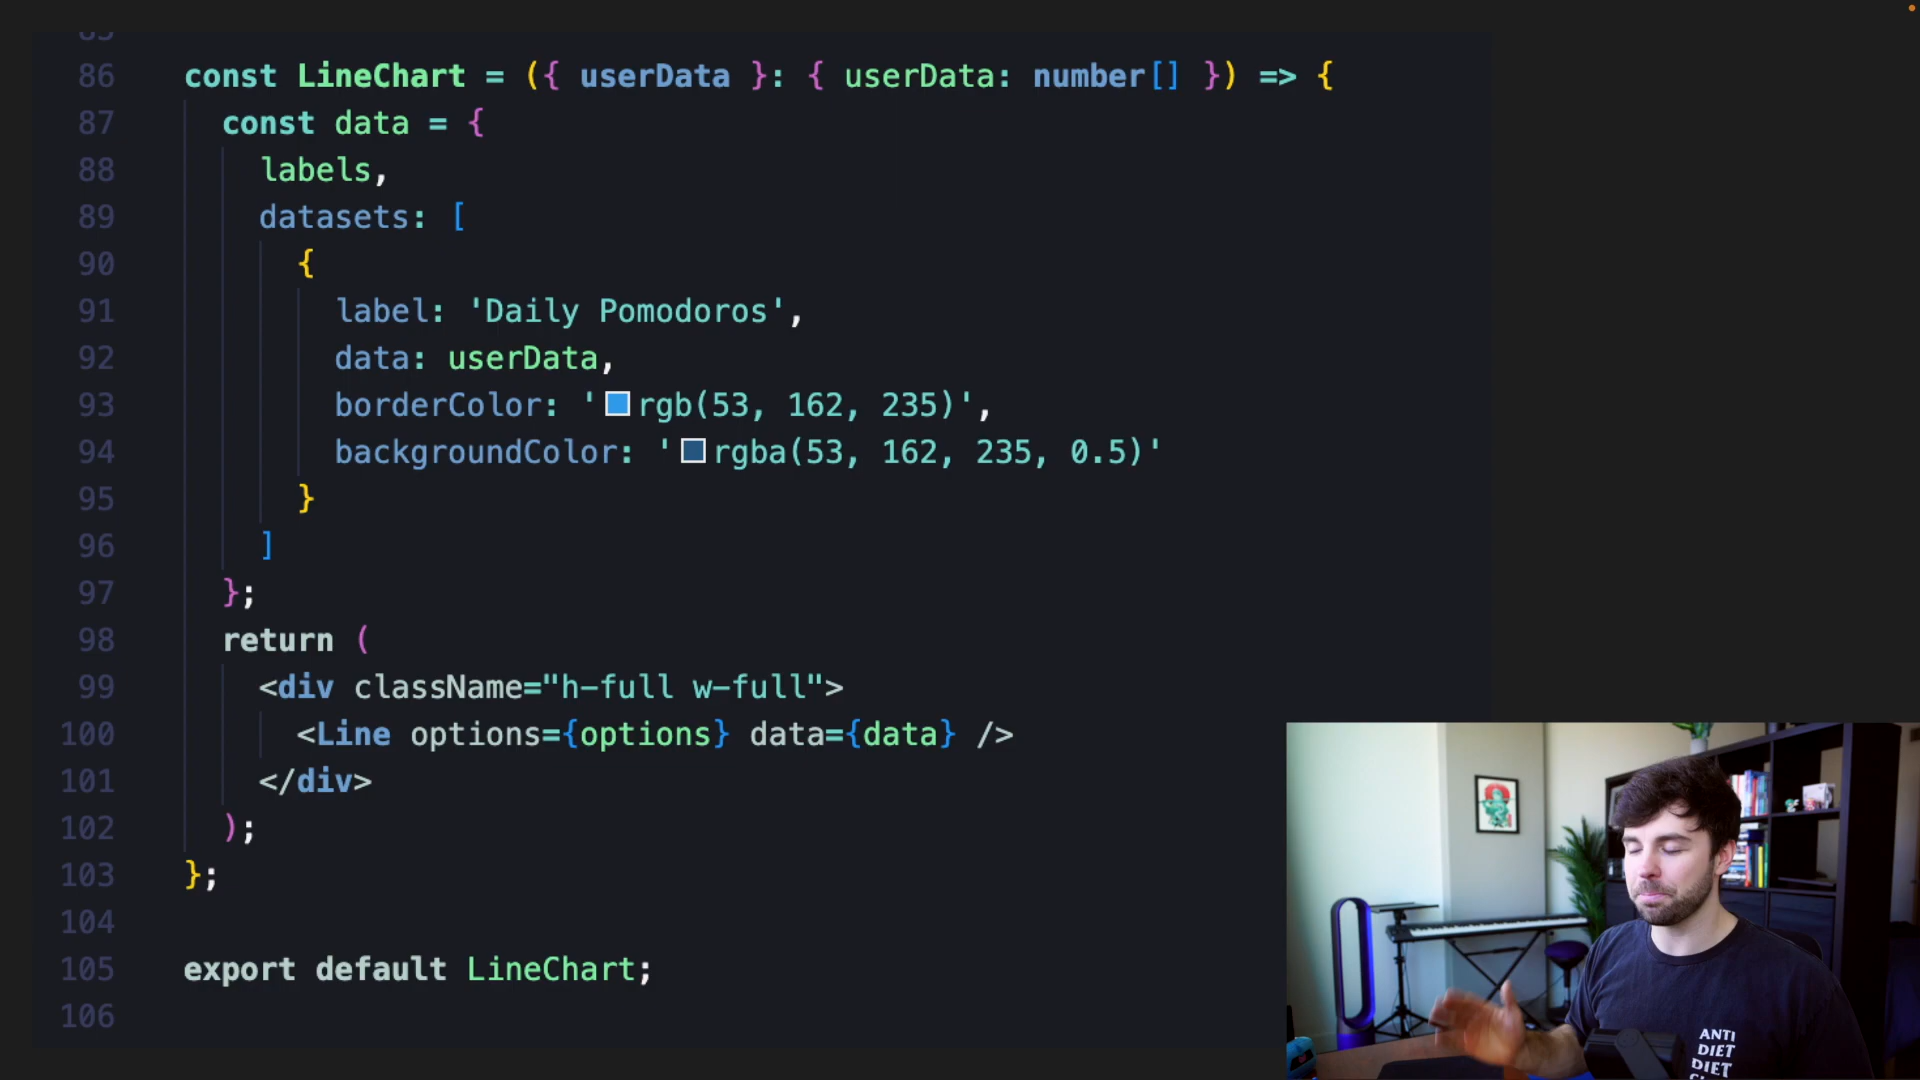 85
86 const LineChart = ({ userData }: { userData: number[] }) => {
87 const data = {
88 labels,
89 datasets: [
90 {
91 label: 'Daily Pomodoros',
92 data: userData,
93 borderColor: 'rgb(53, 162, 235)',
94 backgroundColor: 'rgba(53, 162, 235, 0.5)'
95 }
96 ]
97 };
98 return (
99 <div className="h-full w-full">
100 <Line options={options} data={data} />
101 </div>
102 );
103 };
104
105 export default LineChart;
106
ANTI
DIET
DIET